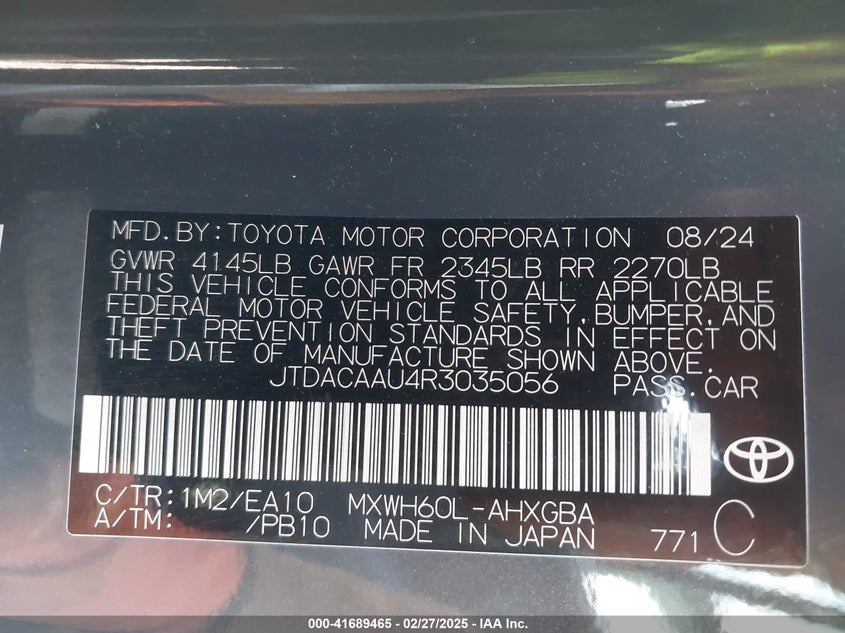 MFD.BY:TOYOTA MOTOR CORPORATION 08/24
GVWR 4145LB GAWR FR 2345LB RR 2270LB
THIS VEHICLE CONFORMS TO ALL APPLICABLE
FEDERAL MOTOR VEHICLE SAFETY,BUMPER,AND
THEFT PREVENTION STANDARDS IN EFFECT ON
THE DATE OF MANUFACTURE SHOWN ABOVE.
JTDACAAU4R3035056 PASS.CAR
C/TR:1M2/EA10 MXWH60L-AHXGBA
A/TM: /PB10 MADE IN JAPAN 771 C
000-41689465 - 02/27/2025 - IAA Inc.